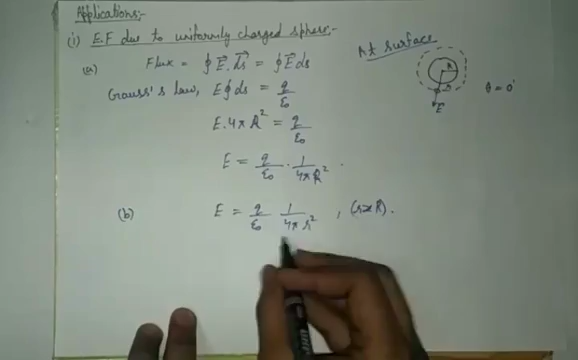 Applications:-
(i) E.F due to uniformly charged sphere:-
At surface
(a) Flux = ∮E⃗.d⃗s = ∮E⃗ds
R
θ = 0°
E⃗
Gauss's law, E∮ds = q/ε₀
E.4πR² = q/ε₀
E = q/ε₀ · 1/4πR² .
(b) E = q/ε₀ 1/4πr² ,